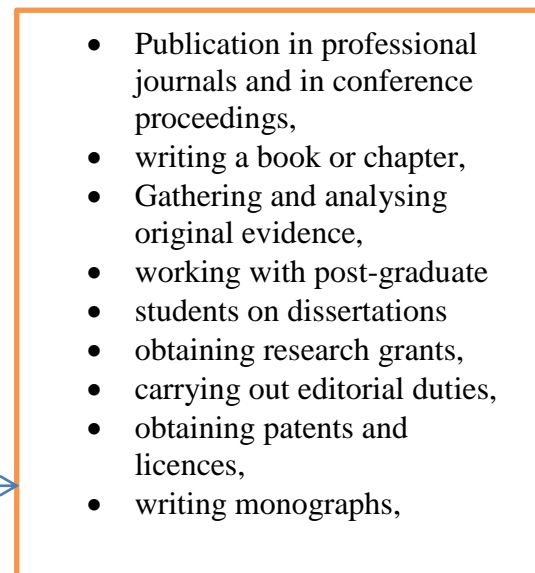 • Publication in professional
journals and in conference
proceedings,
• writing a book or chapter,
• Gathering and analysing
original evidence,
• working with post-graduate
• students on dissertations
• obtaining research grants,
• carrying out editorial duties,
• obtaining patents and
licences,
• writing monographs,